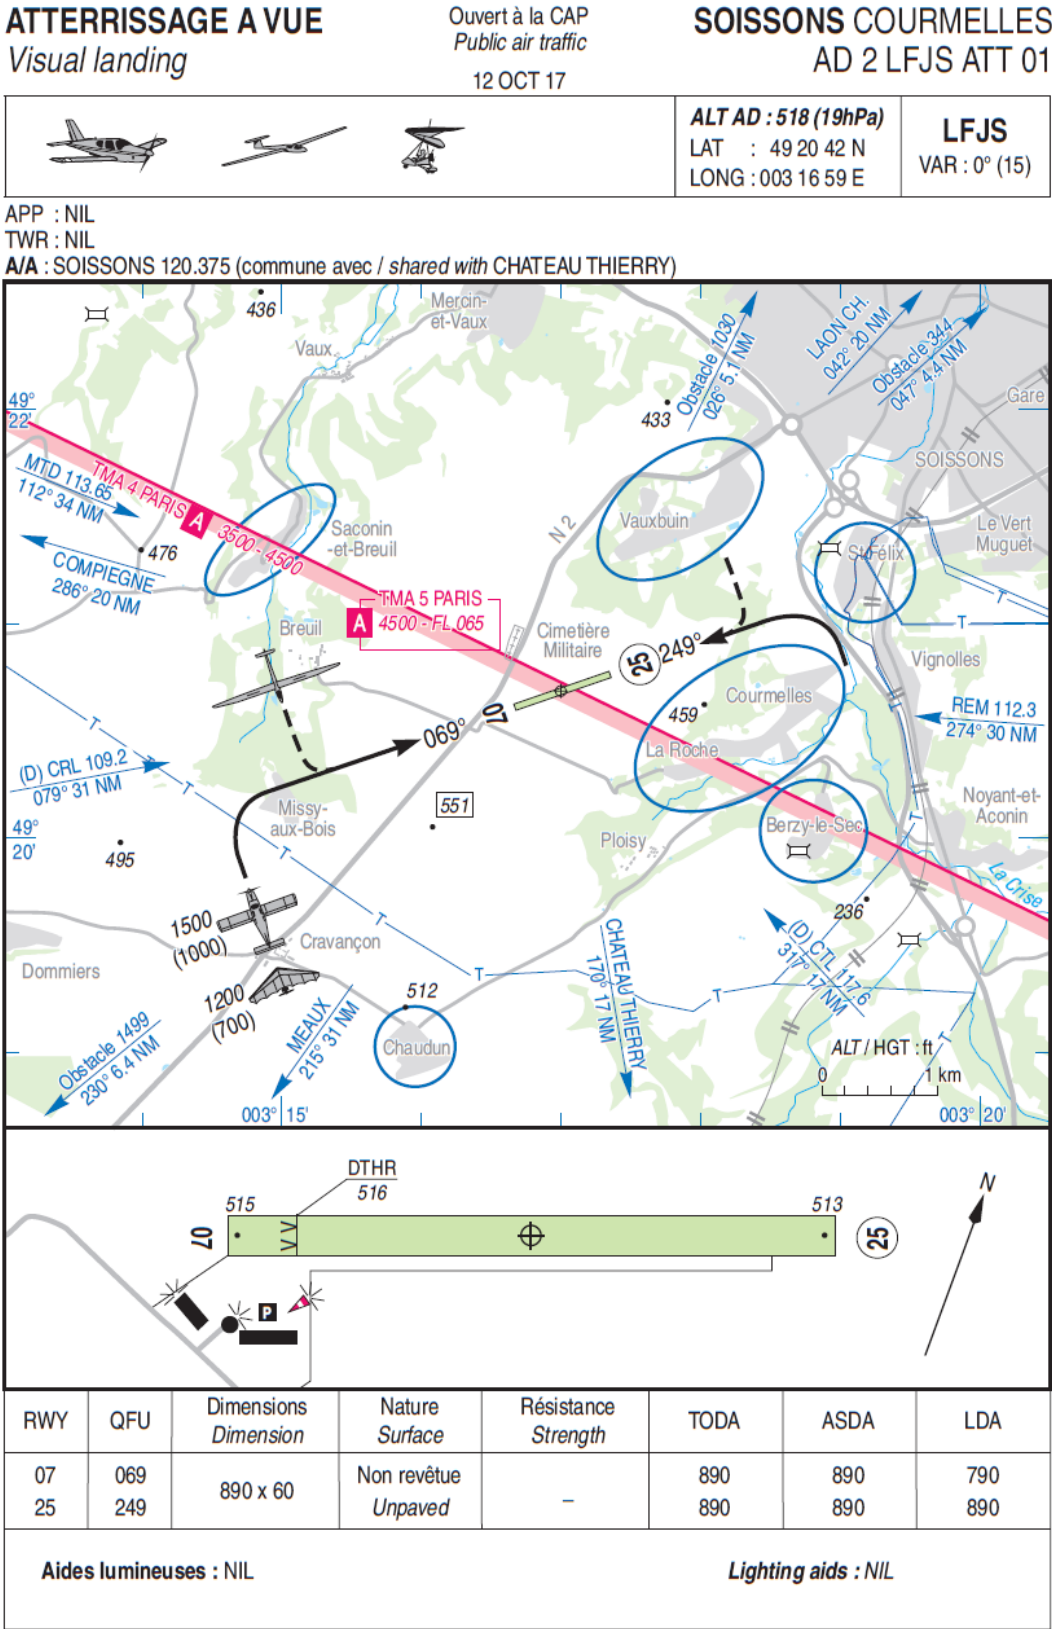 ATTERRISSAGE A VUE
Visual landing
Ouvert à la CAP
Public air traffic
12 OCT 17
SOISSONS COURMELLES
AD 2 LFJS ATT 01
ALT AD : 518 (19hPa)
LAT : 49 20 42 N
LONG : 003 16 59 E
LFJS
VAR : 0° (15)
APP : NIL
TWR : NIL
A/A : SOISSONS 120.375 (commune avec / shared with CHATEAU THIERRY)
436
Mercin-
et-Vaux
Vaux
Obstacle 1030
026° 5.1 NM
LAON CH.
042° 20 NM
Obstacle 344
047° 4.4 NM
Gare
49°
22'
433
SOISSONS
MTD 113.65
112° 34 NM
TMA 4 PARIS
A
3500 - 4500
Saconin
-et-Breuil
N 2
Vauxbuin
St Félix
Le Vert
Muguet
476
COMPIEGNE
286° 20 NM
TMA 5 PARIS
A
4500 - FL 065
T
T
Breuil
Cimetière
Militaire
25
249°
Vignolles
Courmelles
459
REM 112.3
274° 30 NM
T
07
069°
La Roche
T
(D) CRL 109.2
079° 31 NM
T
Missy-
aux-Bois
551
Noyant-et-
Aconin
49°
20'
T
Berzy-le-Sec
Ploisy
495
T
La Crise
T
236
1500
(1000)
Cravançon
Dommiers
CHATEAU THIERRY
170° 17 NM
(D) CTL 117.6
317° 17 NM
T
1200
(700)
512
T
MEAUX
215° 31 NM
Obstacle 1499
230° 6.4 NM
Chaudun
T
ALT / HGT : ft
0
1 km
003° 15'
003° 20'
DTHR
516
515
513
07
25
N
P
RWY
QFU
Dimensions
Dimension
Nature
Surface
Résistance
Strength
TODA
ASDA
LDA
07 069 890 x 60 Non revêtue – 890 890 790
25 249 Unpaved 890 890 890
Aides lumineuses : NIL
Lighting aids : NIL